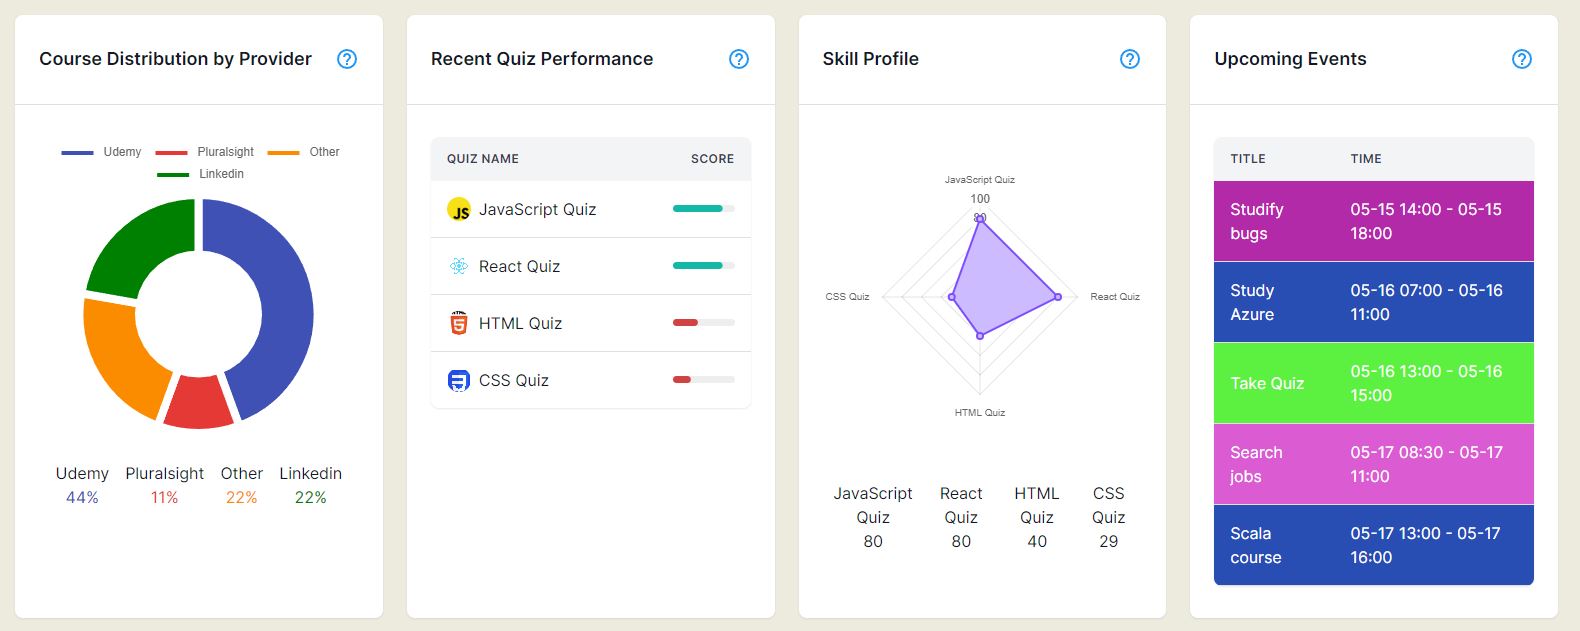 Course Distribution by Provider
Udemy Pluralsight Other
Linkedin
Udemy Pluralsight Other Linkedin
44% 11% 22% 22%
Recent Quiz Performance
QUIZ NAME SCORE
JS JavaScript Quiz
React Quiz
HTML Quiz
CSS Quiz
Skill Profile
JavaScript Quiz
100
80
CSS Quiz React Quiz
HTML Quiz
JavaScript React HTML CSS
Quiz Quiz Quiz Quiz
80 80 40 29
Upcoming Events
TITLE TIME
Studify 05-15 14:00 - 05-15
bugs 18:00
Study 05-16 07:00 - 05-16
Azure 11:00
05-16 13:00 - 05-16
Take Quiz
15:00
Search 05-17 08:30 - 05-17
jobs 11:00
Scala 05-17 13:00 - 05-17
course 16:00